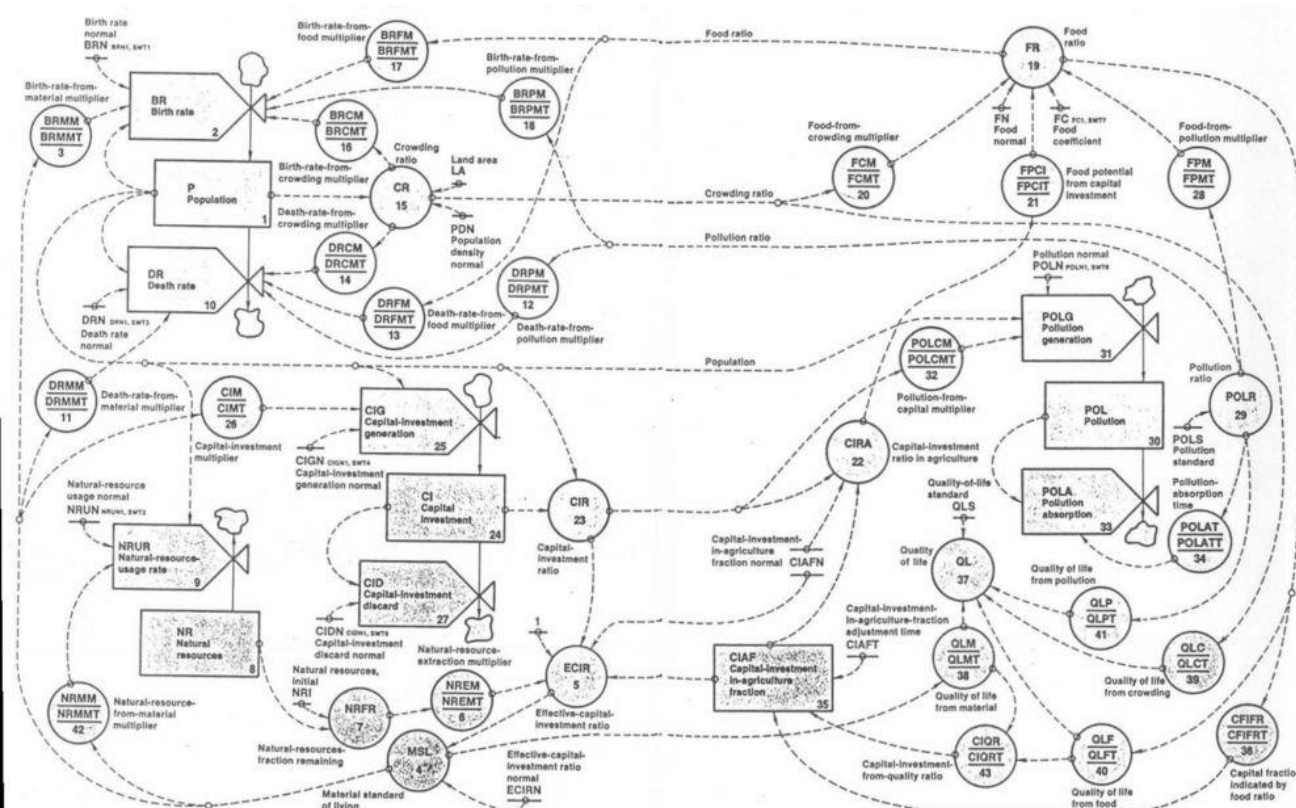 Birth rate
normal
BRN BRN1, SWT1
Birth-rate-from-
food multiplier
BRFM
BRFMT
17
Food ratio
FR
19
Food
ratio
Birth-rate-from-
material multiplier
BRMM
BRMMT
3
BR
Birth rate
2
Birth-rate-from-
pollution multiplier
BRPM
BRPMT
18
BRCM
BRCMT
16
FN
Food
normal
FC FC1, SWT7
Food
coefficient
Food-from-
crowding multiplier
FCM
FCMT
20
FPCI
FPCIT
21
Food potential
from capital
investment
Food-from-
pollution multiplier
FPM
FPMT
28
P
Population
1
Birth-rate-from-
crowding multiplier
Crowding
ratio
CR
15
Land area
LA
Crowding ratio
Death-rate-from-
crowding multiplier
PDN
Population
density
normal
DRCM
DRCMT
14
Pollution ratio
DR
Death rate
10
DRN DRN1, SWT3
Death rate
normal
DRFM
DRFMT
13
Death-rate-from-
food multiplier
DRPM
DRPMT
12
Death-rate-from-
pollution multiplier
Pollution normal
POLN POLN1, SWT6
POLG
Pollution
generation
31
Population
POLCM
POLCMT
32
Pollution-from-
capital multiplier
DRMM
DRMMT
11
Death-rate-from-
material multiplier
CIM
CIMT
26
Capital-investment
multiplier
CIG
Capital-investment
generation
25
CIGN CIGN1, SWT4
Capital-investment
generation normal
CIRA
22
Capital-investment
ratio in agriculture
POL
Pollution
30
Pollution
ratio
POLR
29
POLS
Pollution
standard
Natural-resource
usage normal
NRUN NRUN1, SWT2
NRUR
Natural-resource-
usage rate
9
CI
Capital
investment
24
CIR
23
Capital-
investment
ratio
Quality-of-life
standard
QLS
POLA
Pollution
absorption
33
Pollution-
absorption
time
POLAT
POLATT
34
CID
Capital-investment
discard
27
CIDN CIDN1, SWT5
Capital-investment
discard normal
Capital-investment-
in-agriculture
fraction normal
CIAFN
Quality
of life
QL
37
Quality of life
from pollution
QLP
QLPT
41
NR
Natural
resources
8
Natural-resource-
extraction multiplier
1
Capital-investment-
in-agriculture-fraction
adjustment time
CIAFT
QLM
QLMT
38
Quality of life
from material
QLC
QLCT
39
Quality of life
from crowding
NRMM
NRMMT
42
Natural-resource-
from-material
multiplier
Natural resources,
initial
NRI
NRFR
7
Natural-resources-
fraction remaining
NREM
NREMT
6
ECIR
5
Effective-capital-
investment ratio
CIAF
Capital-investment
in-agriculture
fraction
35
MSL
4
Material standard
of living
Effective-capital-
investment ratio
normal
ECIRN
Capital-investment-
from-quality ratio
CIQR
CIQRT
43
QLF
QLFT
40
Quality of life
from food
CFIFR
CFIFRT
36
Capital fraction
indicated by
food ratio